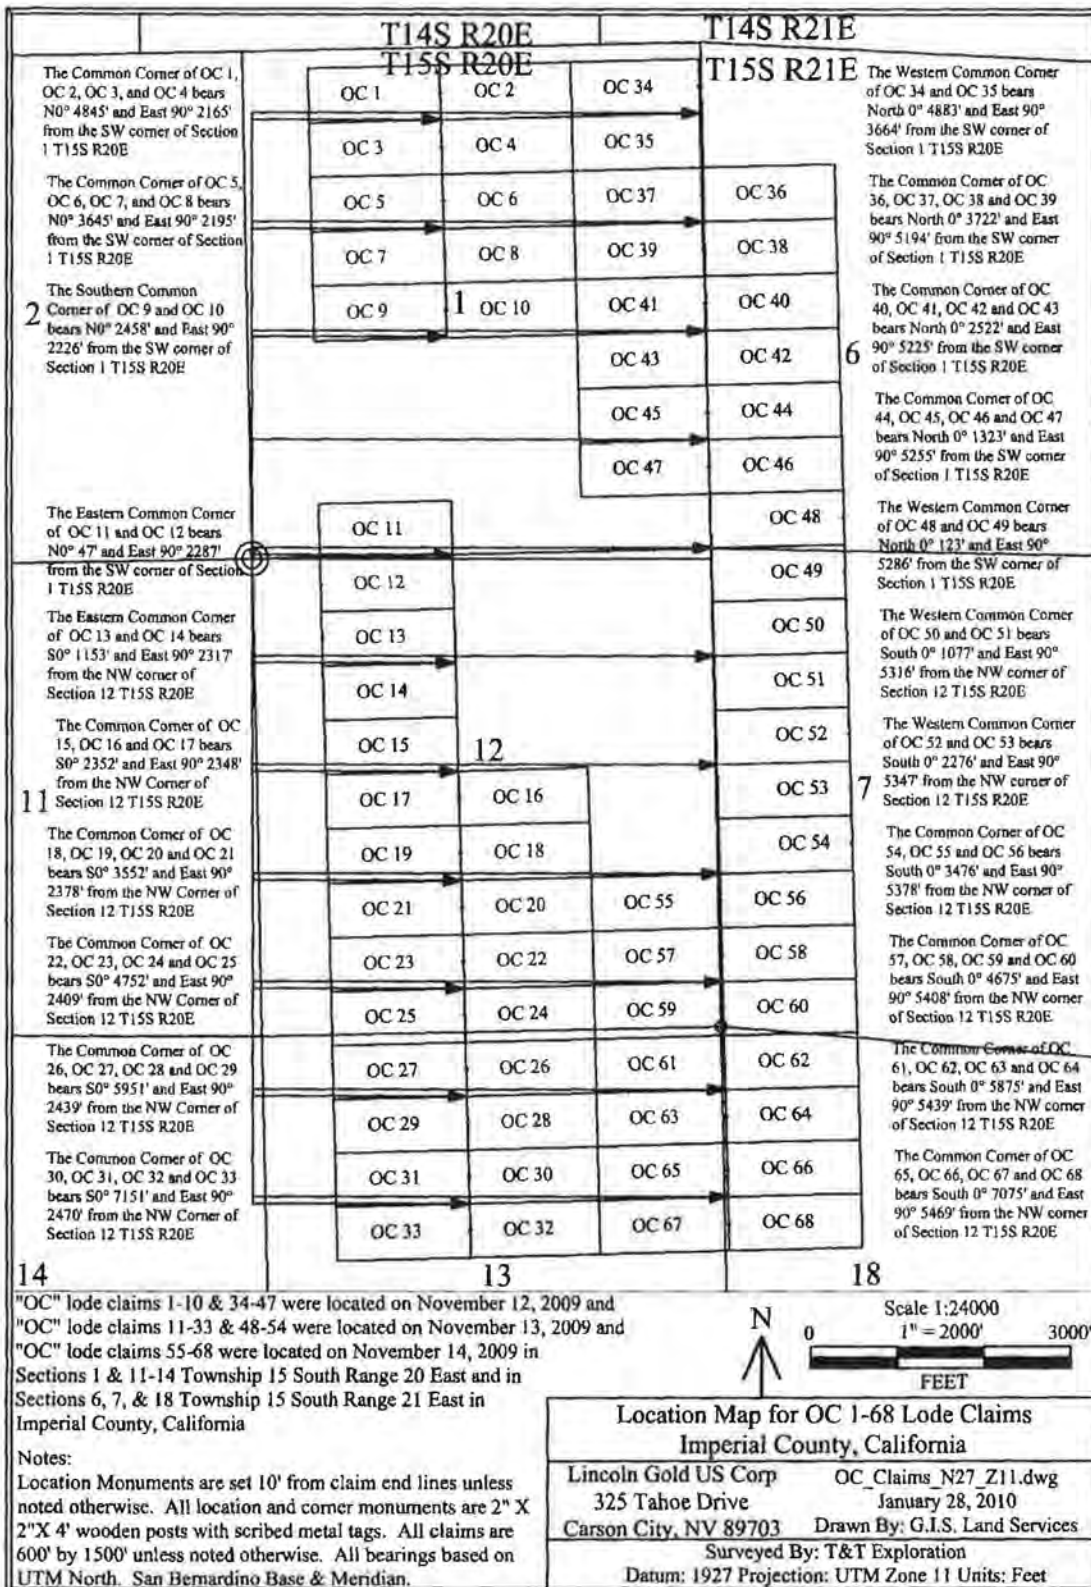 T14S R20E
T14S R21E
T15S R20E
T15S R21E
The Common Corner of OC 1,
OC 2, OC 3, and OC 4 bears
N0° 4845' and East 90° 2165'
from the SW corner of Section
1 T15S R20E
The Common Corner of OC 5,
OC 6, OC 7, and OC 8 bears
N0° 3645' and East 90° 2195'
from the SW corner of Section
1 T15S R20E
The Southern Common
Corner of OC 9 and OC 10
bears N0° 2458' and East 90°
2226' from the SW corner of
Section 1 T15S R20E
2
The Eastern Common Corner
of OC 11 and OC 12 bears
N0° 47' and East 90° 2287'
from the SW corner of Section
1 T15S R20E
The Eastern Common Corner
of OC 13 and OC 14 bears
S0° 1153' and East 90° 2317'
from the NW corner of
Section 12 T15S R20E
The Common Corner of OC
15, OC 16 and OC 17 bears
S0° 2352' and East 90° 2348'
from the NW Corner of
Section 12 T15S R20E
11
The Common Corner of OC
18, OC 19, OC 20 and OC 21
bears S0° 3552' and East 90°
2378' from the NW Corner of
Section 12 T15S R20E
The Common Corner of OC
22, OC 23, OC 24 and OC 25
bears S0° 4752' and East 90°
2409' from the NW Corner of
Section 12 T15S R20E
The Common Corner of OC
26, OC 27, OC 28 and OC 29
bears S0° 5951' and East 90°
2439' from the NW Corner of
Section 12 T15S R20E
The Common Corner of OC
30, OC 31, OC 32 and OC 33
bears S0° 7151' and East 90°
2470' from the NW Corner of
Section 12 T15S R20E
14
OC 1
OC 2
OC 34
OC 3
OC 4
OC 35
OC 5
OC 6
OC 37
OC 36
OC 7
OC 8
OC 39
OC 38
OC 9
1
OC 10
OC 41
OC 40
OC 43
OC 42
OC 45
OC 44
OC 47
OC 46
OC 11
OC 48
OC 12
OC 49
OC 13
OC 50
OC 14
OC 51
OC 15
12
OC 52
OC 17
OC 16
OC 53
OC 19
OC 18
OC 54
OC 21
OC 20
OC 55
OC 56
OC 23
OC 22
OC 57
OC 58
OC 25
OC 24
OC 59
OC 60
OC 27
OC 26
OC 61
OC 62
OC 29
OC 28
OC 63
OC 64
OC 31
OC 30
OC 65
OC 66
OC 33
OC 32
OC 67
OC 68
13
The Western Common Corner
of OC 34 and OC 35 bears
North 0° 4883' and East 90°
3664' from the SW corner of
Section 1 T15S R20E
The Common Corner of OC
36, OC 37, OC 38 and OC 39
bears North 0° 3722' and East
90° 5194' from the SW corner
of Section 1 T15S R20E
The Common Corner of OC
40, OC 41, OC 42 and OC 43
bears North 0° 2522' and East
90° 5225' from the SW corner
of Section 1 T15S R20E
6
The Common Corner of OC
44, OC 45, OC 46 and OC 47
bears North 0° 1323' and East
90° 5255' from the SW corner
of Section 1 T15S R20E
The Western Common Corner
of OC 48 and OC 49 bears
North 0° 123' and East 90°
5286' from the SW corner of
Section 1 T15S R20E
The Western Common Corner
of OC 50 and OC 51 bears
South 0° 1077' and East 90°
5316' from the NW corner of
Section 12 T15S R20E
The Western Common Corner
of OC 52 and OC 53 bears
South 0° 2276' and East 90°
5347' from the NW corner of
Section 12 T15S R20E
7
The Common Corner of OC
54, OC 55 and OC 56 bears
South 0° 3476' and East 90°
5378' from the NW corner of
Section 12 T15S R20E
The Common Corner of OC
57, OC 58, OC 59 and OC 60
bears South 0° 4675' and East
90° 5408' from the NW corner
of Section 12 T15S R20E
The Common Corner of OC
61, OC 62, OC 63 and OC 64
bears South 0° 5875' and East
90° 5439' from the NW corner
of Section 12 T15S R20E
The Common Corner of OC
65, OC 66, OC 67 and OC 68
bears South 0° 7075' and East
90° 5469' from the NW corner
of Section 12 T15S R20E
18
"OC" lode claims 1-10 & 34-47 were located on November 12, 2009 and
"OC" lode claims 11-33 & 48-54 were located on November 13, 2009 and
"OC" lode claims 55-68 were located on November 14, 2009 in
Sections 1 & 11-14 Township 15 South Range 20 East and in
Sections 6, 7, & 18 Township 15 South Range 21 East in
Imperial County, California
Notes:
Location Monuments are set 10' from claim end lines unless
noted otherwise. All location and corner monuments are 2" X
2"X 4' wooden posts with scribed metal tags. All claims are
600' by 1500' unless noted otherwise. All bearings based on
UTM North. San Bernardino Base & Meridian.
N
Scale 1:24000
0 1" = 2000' 3000'
FEET
Location Map for OC 1-68 Lode Claims
Imperial County, California
Lincoln Gold US Corp
325 Tahoe Drive
Carson City, NV 89703
OC_Claims_N27_Z11.dwg
January 28, 2010
Drawn By: G.I.S. Land Services
Surveyed By: T&T Exploration
Datum: 1927 Projection: UTM Zone 11 Units: Feet